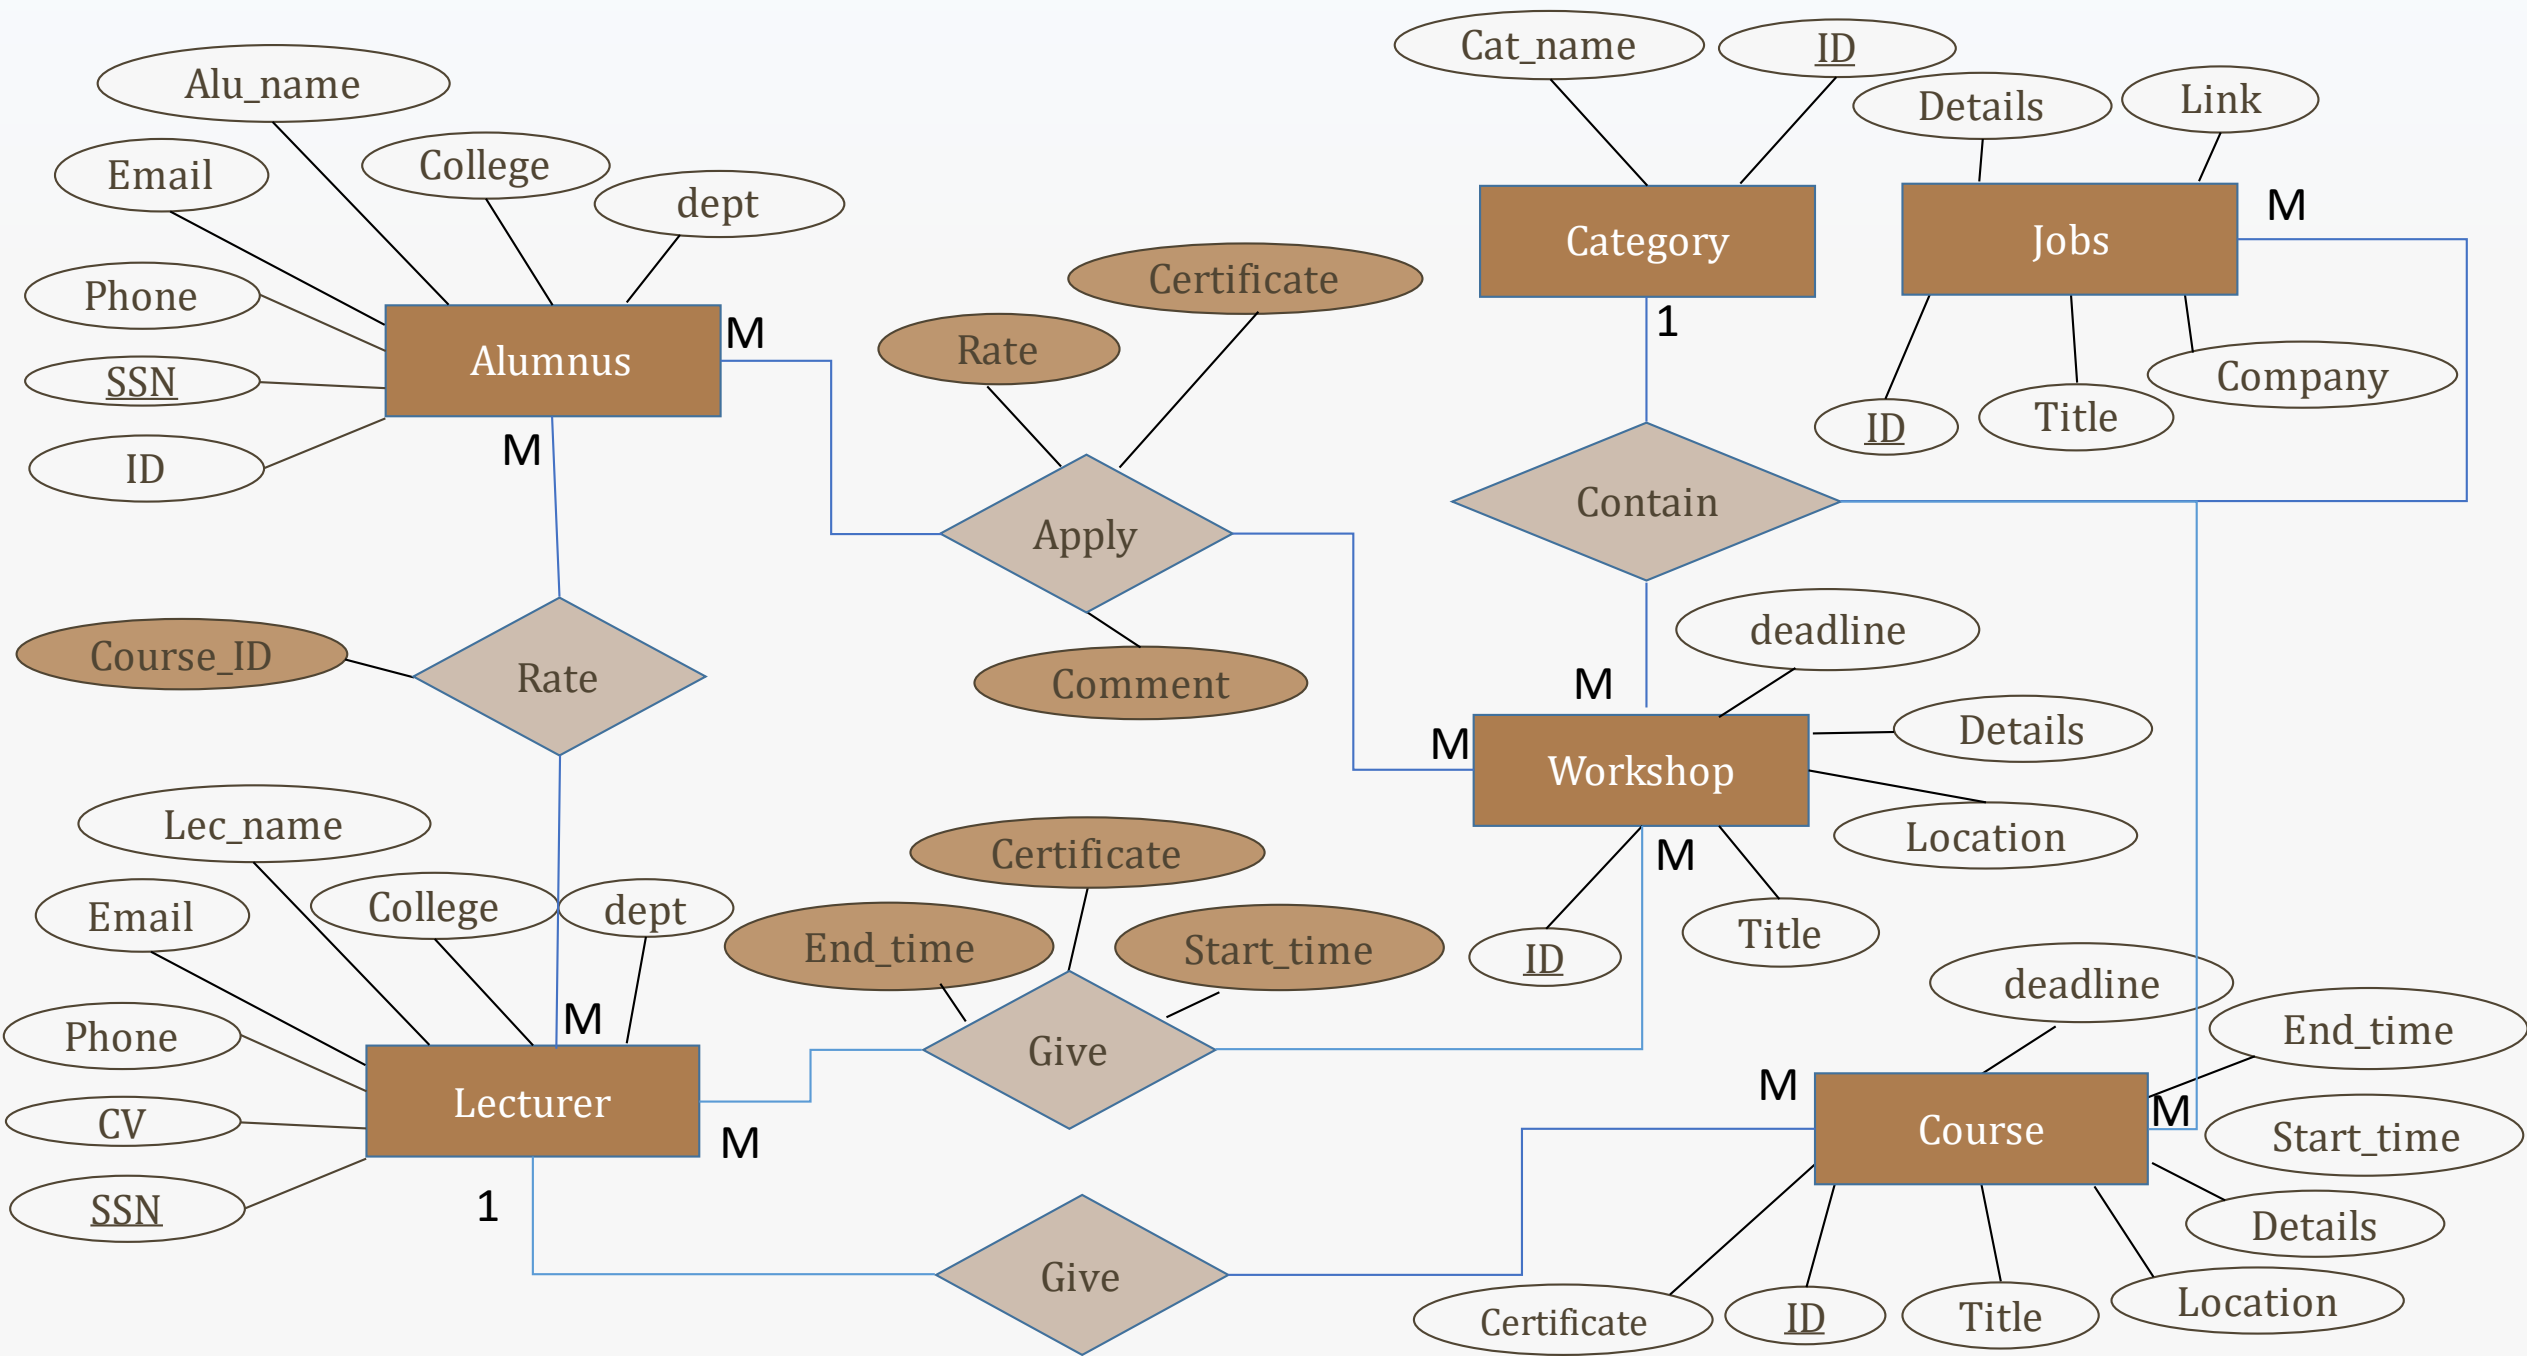 Cat_name
ID
Alu_name
Details
Link
Email
College
dept
M
Category
Jobs
Certificate
Phone
M
1
Rate
Alumnus
SSN
Company
ID
Title
M
ID
Contain
Apply
deadline
Course_ID
Rate
Comment
M
Details
M
Workshop
Lec_name
Location
Certificate
M
Email
College
dept
End_time
Start_time
ID
Title
deadline
M
Phone
Give
End_time
Lecturer
M
M
Course
Start_time
CV
M
SSN
1
Details
Give
Certificate
ID
Title
Location